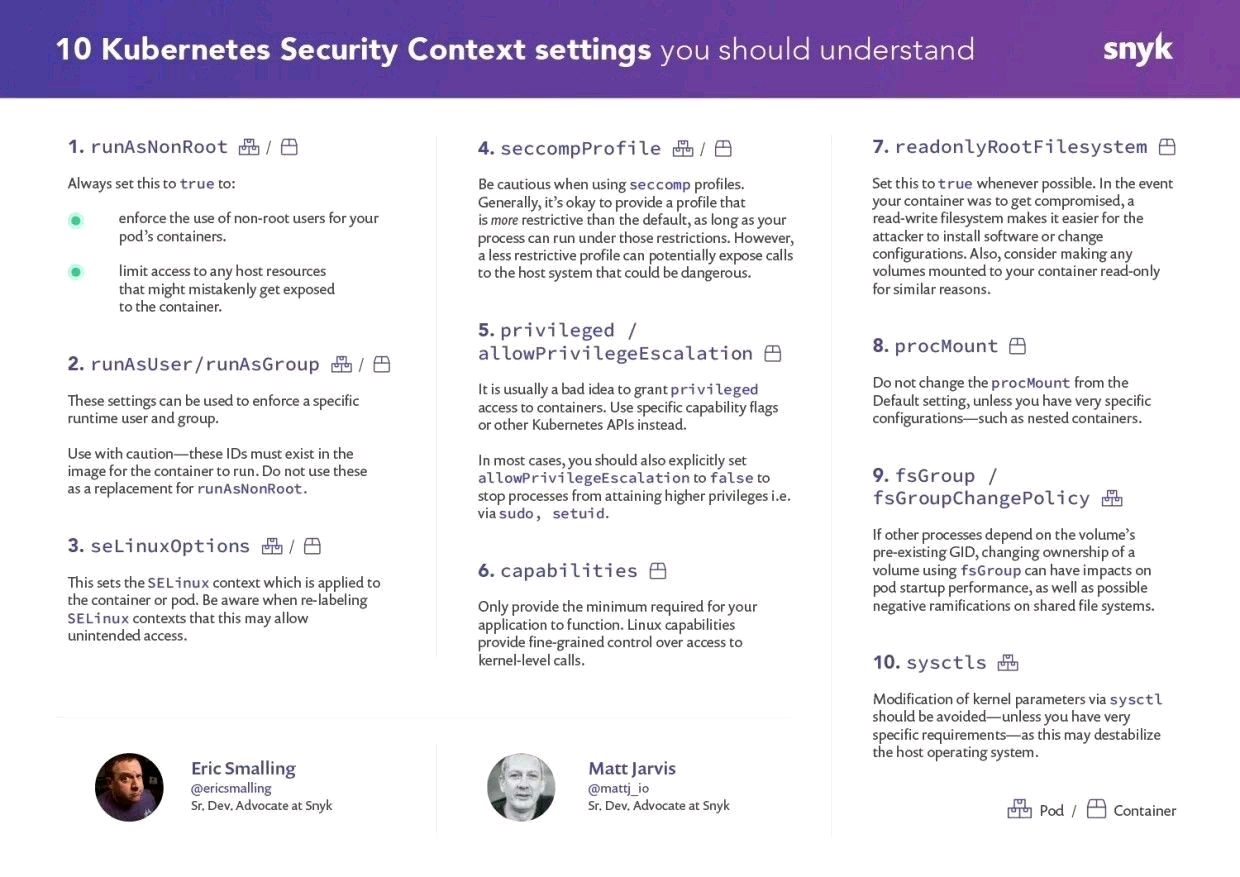 10 Kubernetes Security Context settings you should understand
snyk
1. runAsNonRoot /
Always set this to true to:
enforce the use of non-root users for your
pod's containers.
limit access to any host resources
that might mistakenly get exposed
to the container.
2. runAsUser/runAsGroup /
These settings can be used to enforce a specific
runtime user and group.
Use with caution—these IDs must exist in the
image for the container to run. Do not use these
as a replacement for runAsNonRoot.
3. seLinuxOptions /
This sets the SELinux context which is applied to
the container or pod. Be aware when re-labeling
SELinux contexts that this may allow
unintended access.
4. seccompProfile /
Be cautious when using seccomp profiles.
Generally, it's okay to provide a profile that
is more restrictive than the default, as long as your
process can run under those restrictions. However,
a less restrictive profile can potentially expose calls
to the host system that could be dangerous.
5. privileged /
allowPrivilegeEscalation
It is usually a bad idea to grant privileged
access to containers. Use specific capability flags
or other Kubernetes APIs instead.
In most cases, you should also explicitly set
allowPrivilegeEscalation to false to
stop processes from attaining higher privileges i.e.
via sudo, setuid.
6. capabilities
Only provide the minimum required for your
application to function. Linux capabilities
provide fine-grained control over access to
kernel-level calls.
7. readonlyRootFilesystem
Set this to true whenever possible. In the event
your container was to get compromised, a
read-write filesystem makes it easier for the
attacker to install software or change
configurations. Also, consider making any
volumes mounted to your container read-only
for similar reasons.
8. procMount
Do not change the procMount from the
Default setting, unless you have very specific
configurations—such as nested containers.
9. fsGroup /
fsGroupChangePolicy
If other processes depend on the volume's
pre-existing GID, changing ownership of a
volume using fsGroup can have impacts on
pod startup performance, as well as possible
negative ramifications on shared file systems.
10. sysctls
Modification of kernel parameters via sysctl
should be avoided—unless you have very
specific requirements—as this may destabilize
the host operating system.
Eric Smalling
@ericsmalling
Sr. Dev. Advocate at Snyk
Matt Jarvis
@mattj_io
Sr. Dev. Advocate at Snyk
Pod / Container